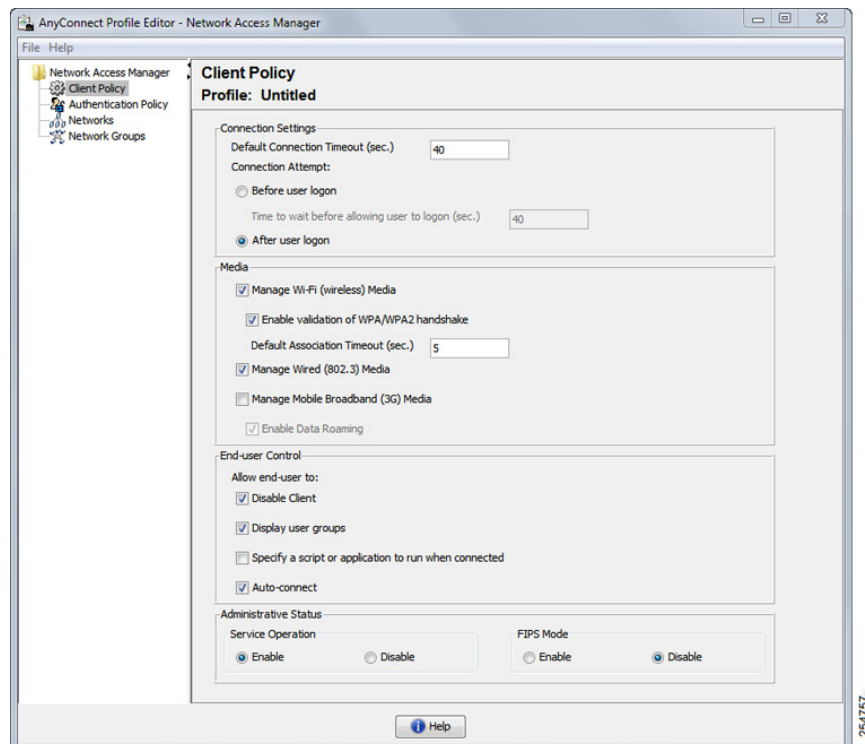 AnyConnect Profile Editor - Network Access Manager
File Help
Network Access Manager
Client Policy
Authentication Policy
Networks
Network Groups
Client Policy
Profile: Untitled
Connection Settings
Default Connection Timeout (sec.) 40
Connection Attempt:
Before user logon
Time to wait before allowing user to logon (sec.) 40
After user logon
Media
Manage Wi-Fi (wireless) Media
Enable validation of WPA/WPA2 handshake
Default Association Timeout (sec.) 5
Manage Wired (802.3) Media
Manage Mobile Broadband (3G) Media
Enable Data Roaming
End-user Control
Allow end-user to:
Disable Client
Display user groups
Specify a script or application to run when connected
Auto-connect
Administrative Status
Service Operation FIPS Mode
Enable Disable Enable Disable
Help
254757